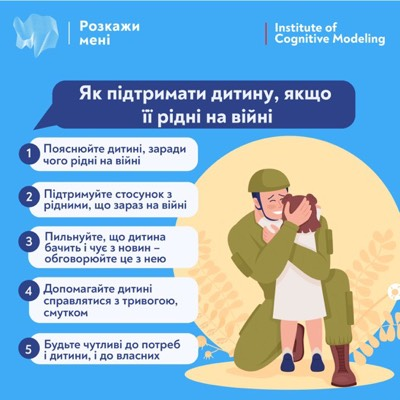 Розкажи
мені
Institute of
Cognitive Modeling
Як підтримати дитину, якщо
її рідні на війні
1 Пояснюйте дитині, заради
чого рідні на війні
2 Підтримуйте стосунок з
рідними, що зараз на війні
3 Пильнуйте, що дитина
бачить і чує з новин –
обговорюйте це з нею
4 Допомагайте дитині
справлятися з тривогою,
смутком
5 Будьте чутливі до потреб
і дитини, і до власних